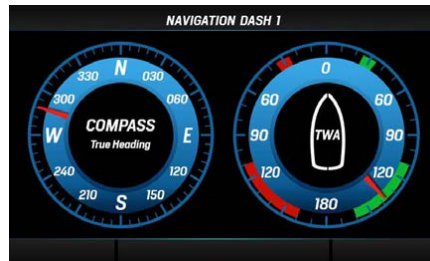 NAVIGATION DASH 1
N
330 030
300 060
COMPASS
True Heading
W E
240 120
210 150
S
0
60 60
90 TWA 90
120 120
180